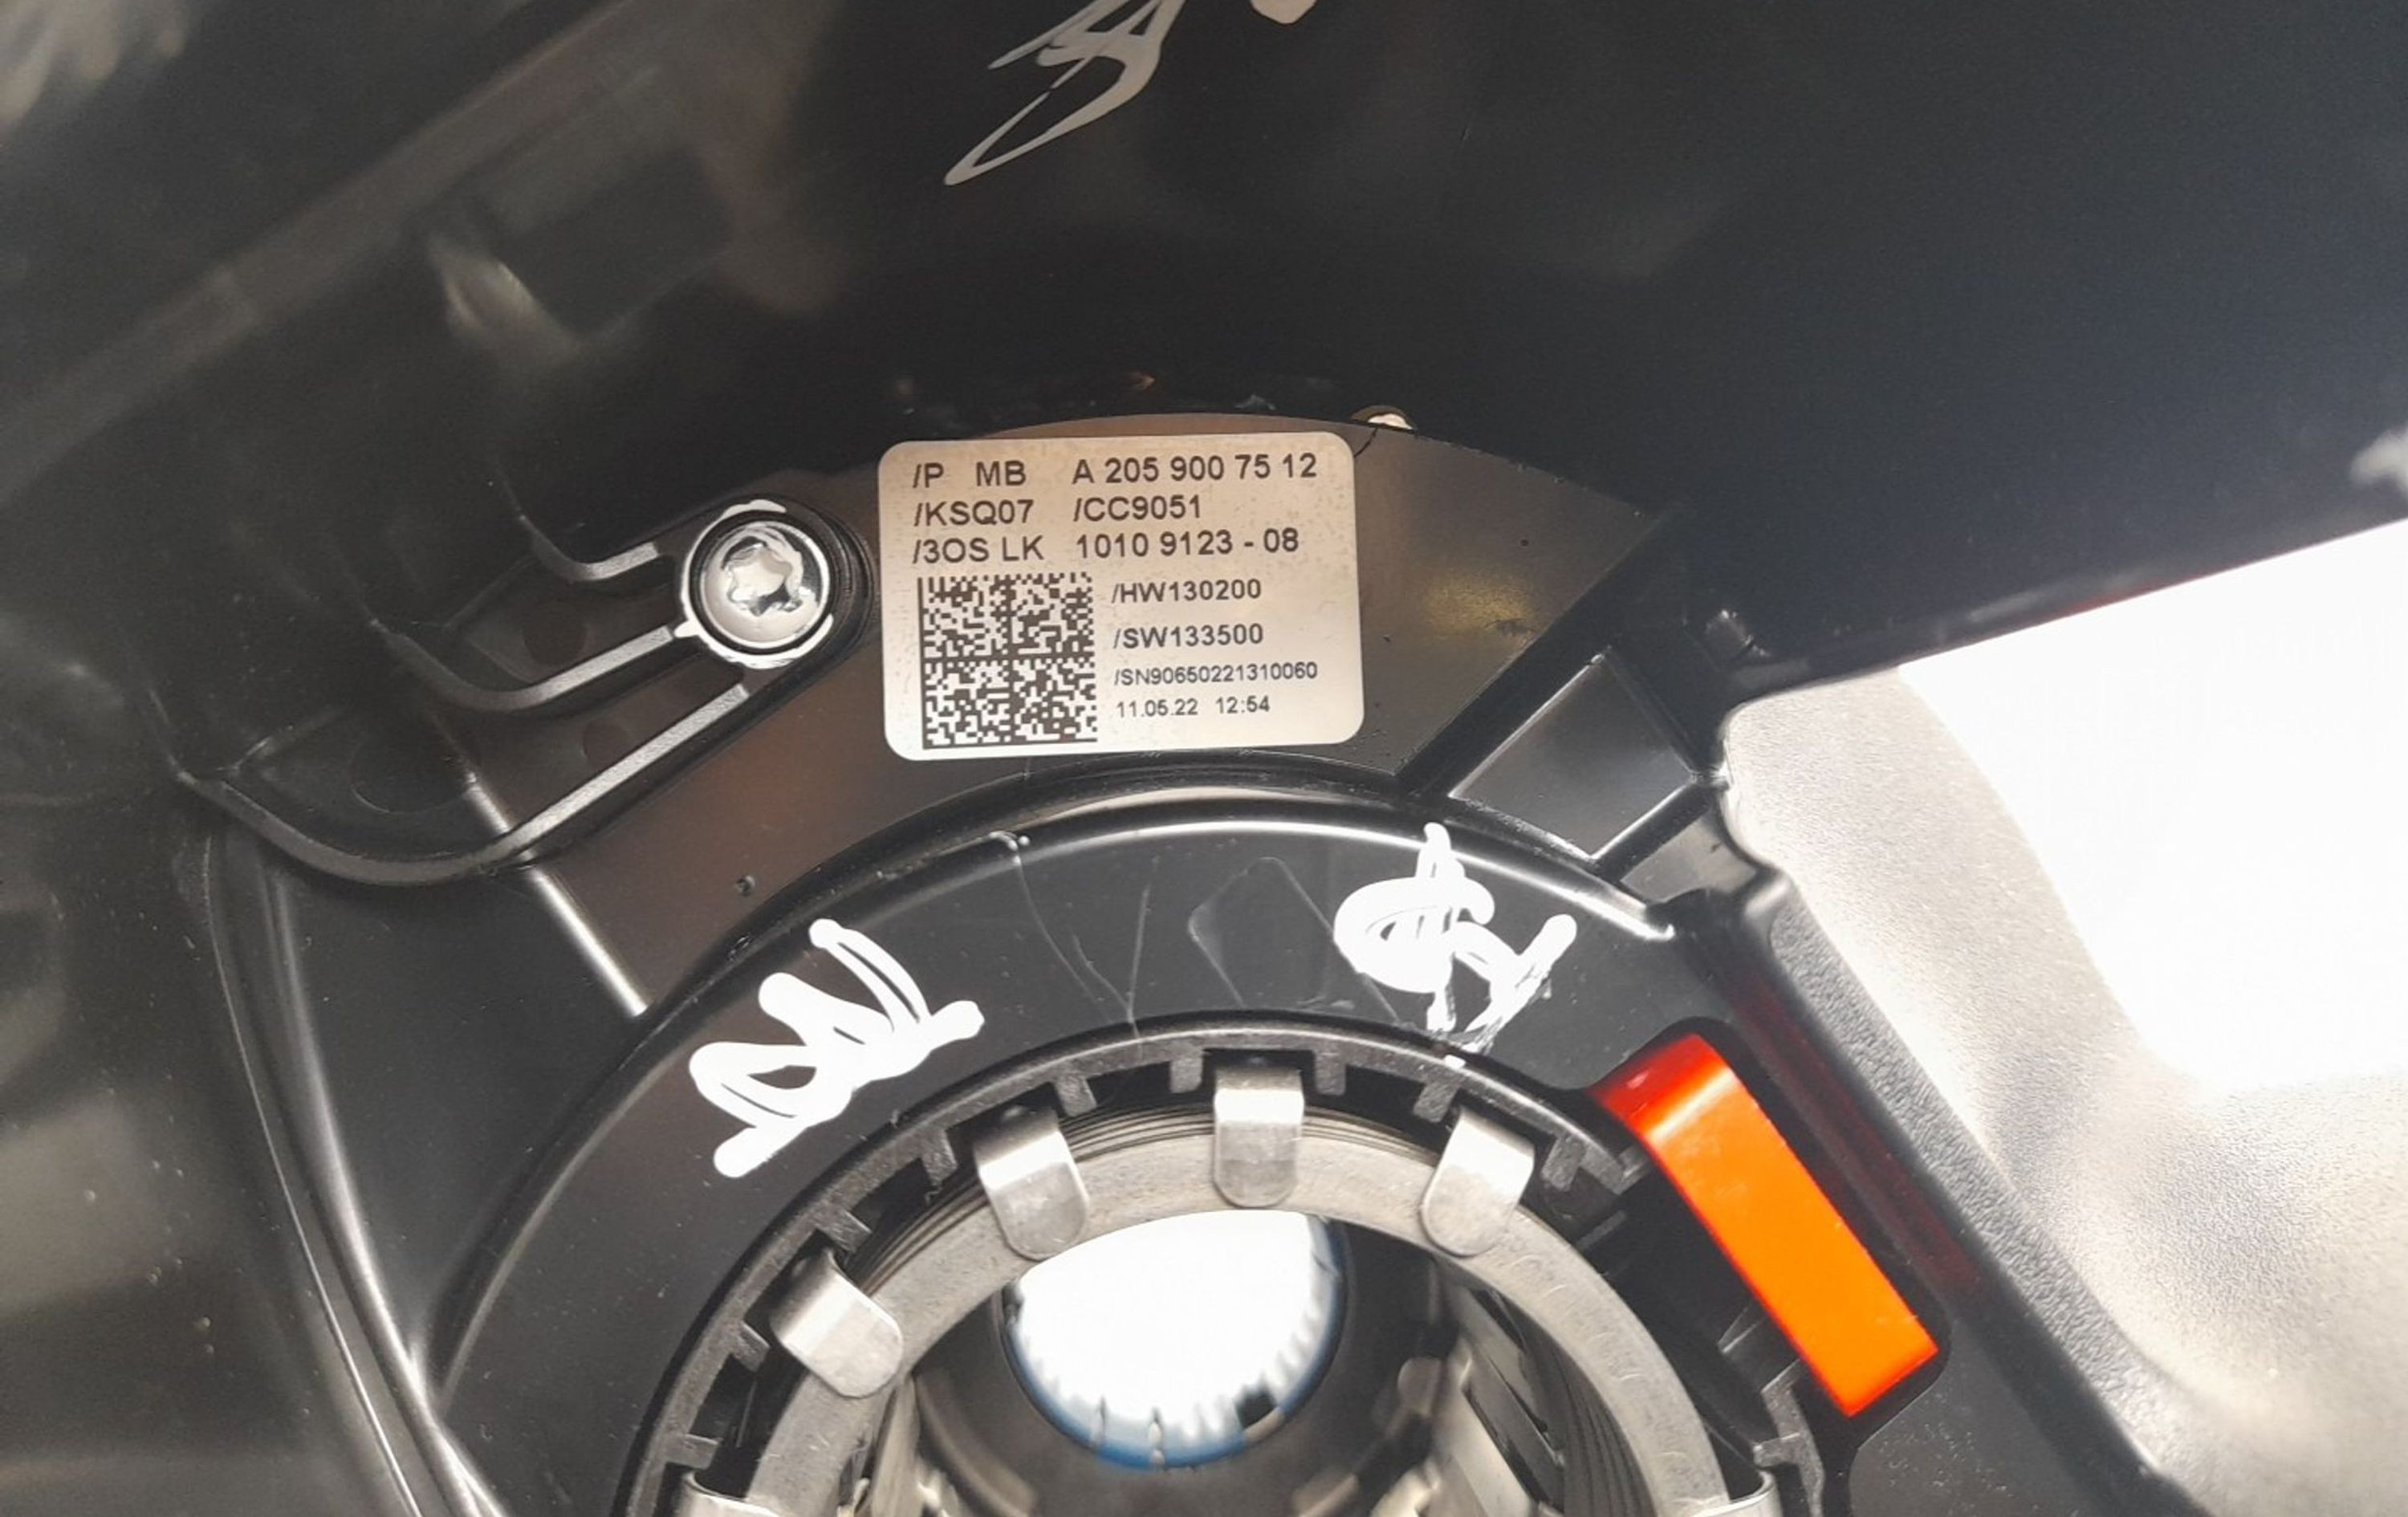 /P MB A 205 900 75 12
/KSQ07 /CC9051
/3OS LK 1010 9123 - 08
/HW130200
/SW133500
/SN90650221310060
11.05.22 12:54